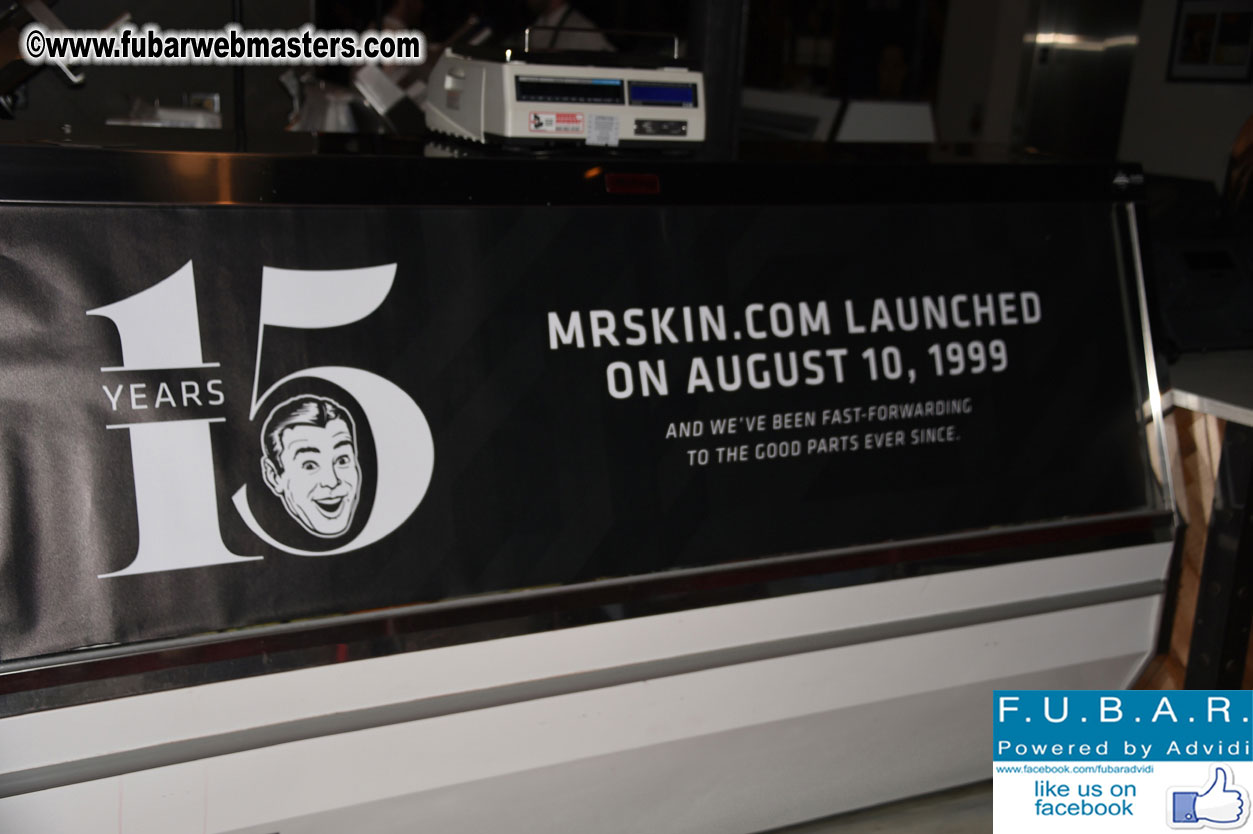 ©www.fubarwebmasters.com
15
YEARS
MRSKIN.COM LAUNCHED
ON AUGUST 10, 1999
AND WE'VE BEEN FAST-FORWARDING
TO THE GOOD PARTS EVER SINCE.
F.U.B.A.R.
Powered by Advidi
www.facebook.com/fubaradvidi
like us on
facebook